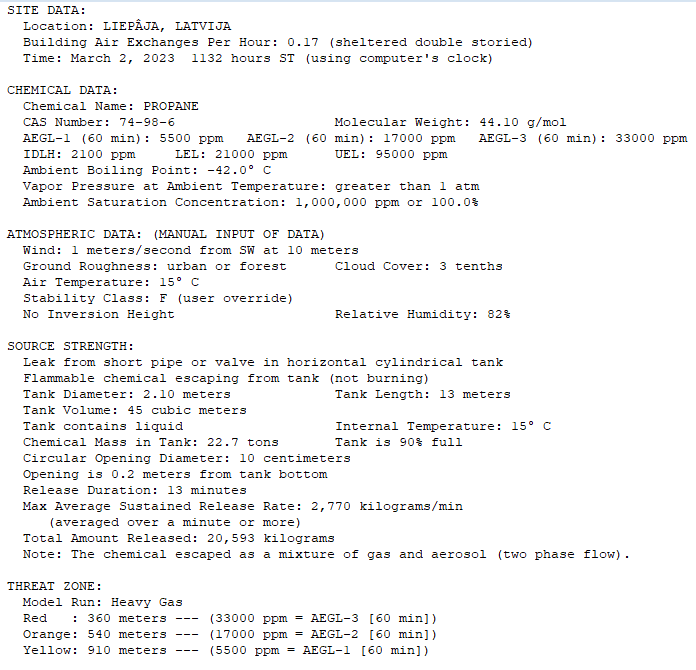 SITE DATA:
Location: LIEPÂJA, LATVIJA
Building Air Exchanges Per Hour: 0.17 (sheltered double storied)
Time: March 2, 2023  1132 hours ST (using computer's clock)
CHEMICAL DATA:
Chemical Name: PROPANE
CAS Number: 74-98-6    Molecular Weight: 44.10 g/mol
AEGL-1 (60 min): 5500 ppm   AEGL-2 (60 min): 17000 ppm   AEGL-3 (60 min): 33000 ppm
IDLH: 2100 ppm     LEL: 21000 ppm      UEL: 95000 ppm
Ambient Boiling Point: -42.0° C
Vapor Pressure at Ambient Temperature: greater than 1 atm
Ambient Saturation Concentration: 1,000,000 ppm or 100.0%
ATMOSPHERIC DATA: (MANUAL INPUT OF DATA)
Wind: 1 meters/second from SW at 10 meters
Ground Roughness: urban or forest      Cloud Cover: 3 tenths
Air Temperature: 15° C
Stability Class: F (user override)
No Inversion Height      Relative Humidity: 82%
SOURCE STRENGTH:
Leak from short pipe or valve in horizontal cylindrical tank
Flammable chemical escaping from tank (not burning)
Tank Diameter: 2.10 meters      Tank Length: 13 meters
Tank Volume: 45 cubic meters
Tank contains liquid      Internal Temperature: 15° C
Chemical Mass in Tank: 22.7 tons      Tank is 90% full
Circular Opening Diameter: 10 centimeters
Opening is 0.2 meters from tank bottom
Release Duration: 13 minutes
Max Average Sustained Release Rate: 2,770 kilograms/min
(averaged over a minute or more)
Total Amount Released: 20,593 kilograms
Note: The chemical escaped as a mixture of gas and aerosol (two phase flow).
THREAT ZONE:
Model Run: Heavy Gas
Red   : 360 meters --- (33000 ppm = AEGL-3 [60 min])
Orange: 540 meters --- (17000 ppm = AEGL-2 [60 min])
Yellow: 910 meters --- (5500 ppm = AEGL-1 [60 min])